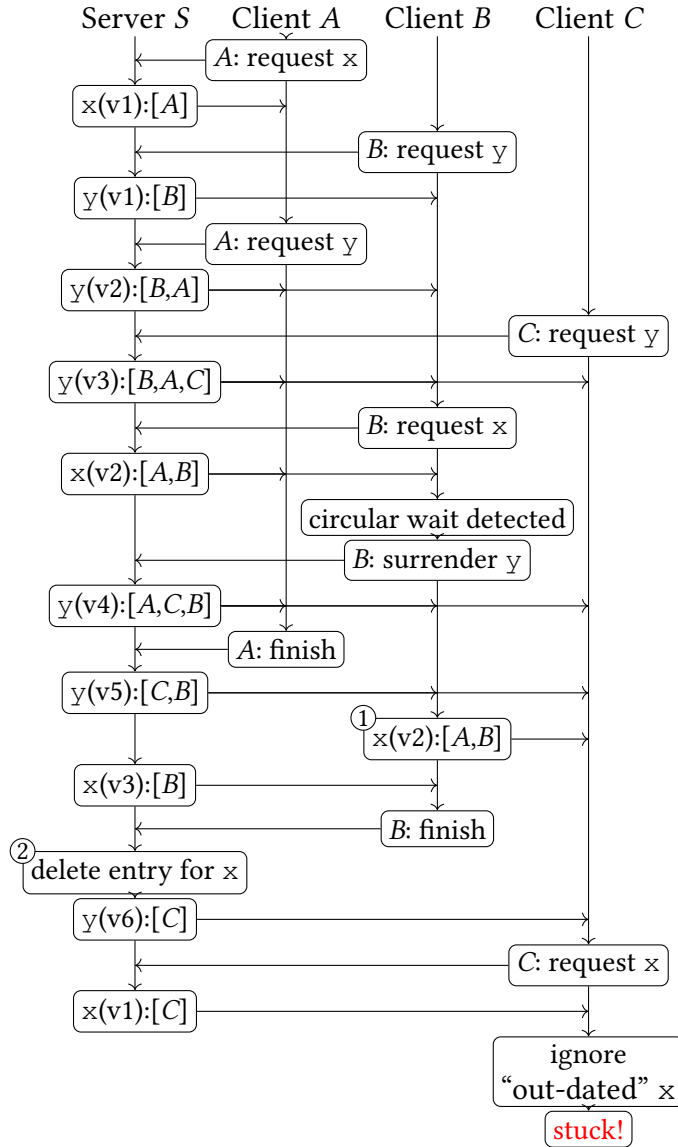 Server S Client A Client B Client C
A: request x
x(v1):[A]
B: request y
y(v1):[B]
A: request y
y(v2):[B,A]
C: request y
y(v3):[B,A,C]
B: request x
x(v2):[A,B]
circular wait detected
B: surrender y
y(v4):[A,C,B]
A: finish
y(v5):[C,B]
1
x(v2):[A,B]
x(v3):[B]
B: finish
2
delete entry for x
y(v6):[C]
C: request x
x(v1):[C]
ignore
“out-dated” x
stuck!